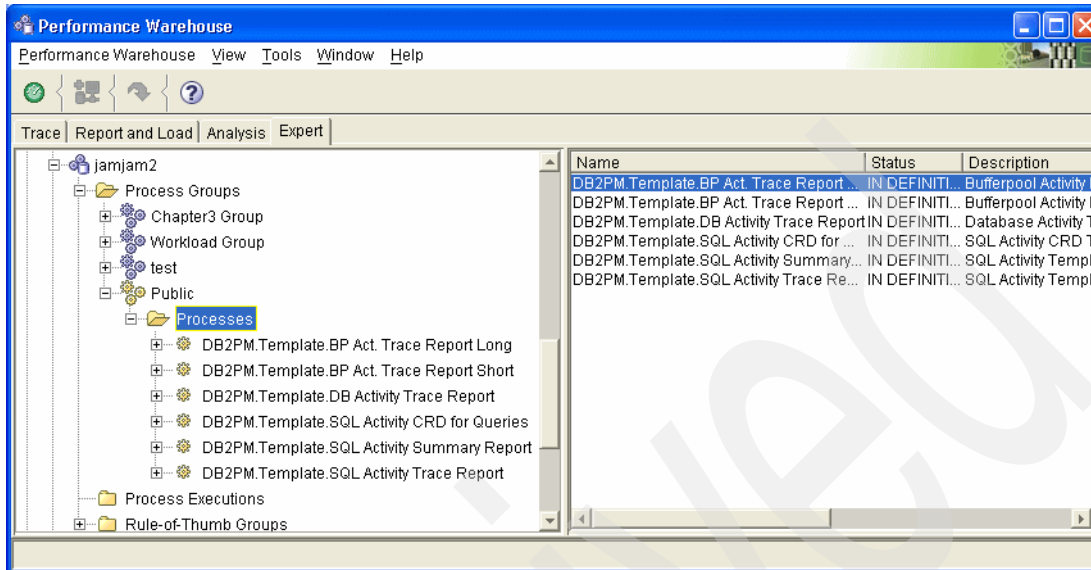 Performance Warehouse
Performance Warehouse View Tools Window Help
Trace Report and Load Analysis Expert
jamjam2
Process Groups
Chapter3 Group
Workload Group
test
Public
Processes
DB2PM.Template.BP Act. Trace Report Long
DB2PM.Template.BP Act. Trace Report Short
DB2PM.Template.DB Activity Trace Report
DB2PM.Template.SQL Activity CRD for Queries
DB2PM.Template.SQL Activity Summary Report
DB2PM.Template.SQL Activity Trace Report
Process Executions
Rule-of-Thumb Groups
Name Status Description
DB2PM.Template.BP Act. Trace Report ... IN DEFINITI... Bufferpool Activity
DB2PM.Template.BP Act. Trace Report ... IN DEFINITI... Bufferpool Activity
DB2PM.Template.DB Activity Trace Report IN DEFINITI... Database Activity T
DB2PM.Template.SQL Activity CRD for ... IN DEFINITI... SQL Activity CRD T
DB2PM.Template.SQL Activity Summary... IN DEFINITI... SQL Activity Templ
DB2PM.Template.SQL Activity Trace Re... IN DEFINITI... SQL Activity Templ